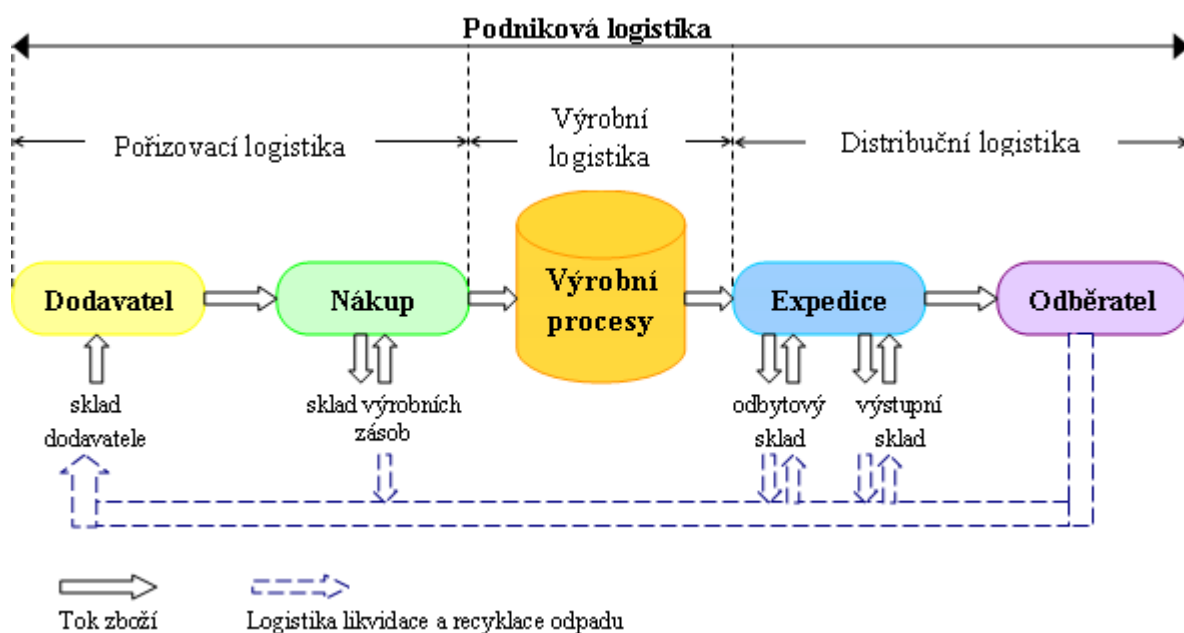 Podniková logistika
Pořizovací logistika
Výrobní
logistika
Distribuční logistika
Dodavatel
Nákup
Výrobní
procesy
Expedice
Odběratel
sklad
dodavatele
sklad výrobních
zásob
odbytový
sklad
výstupní
sklad
Tok zboží
Logistika likvidace a recyklace odpadu